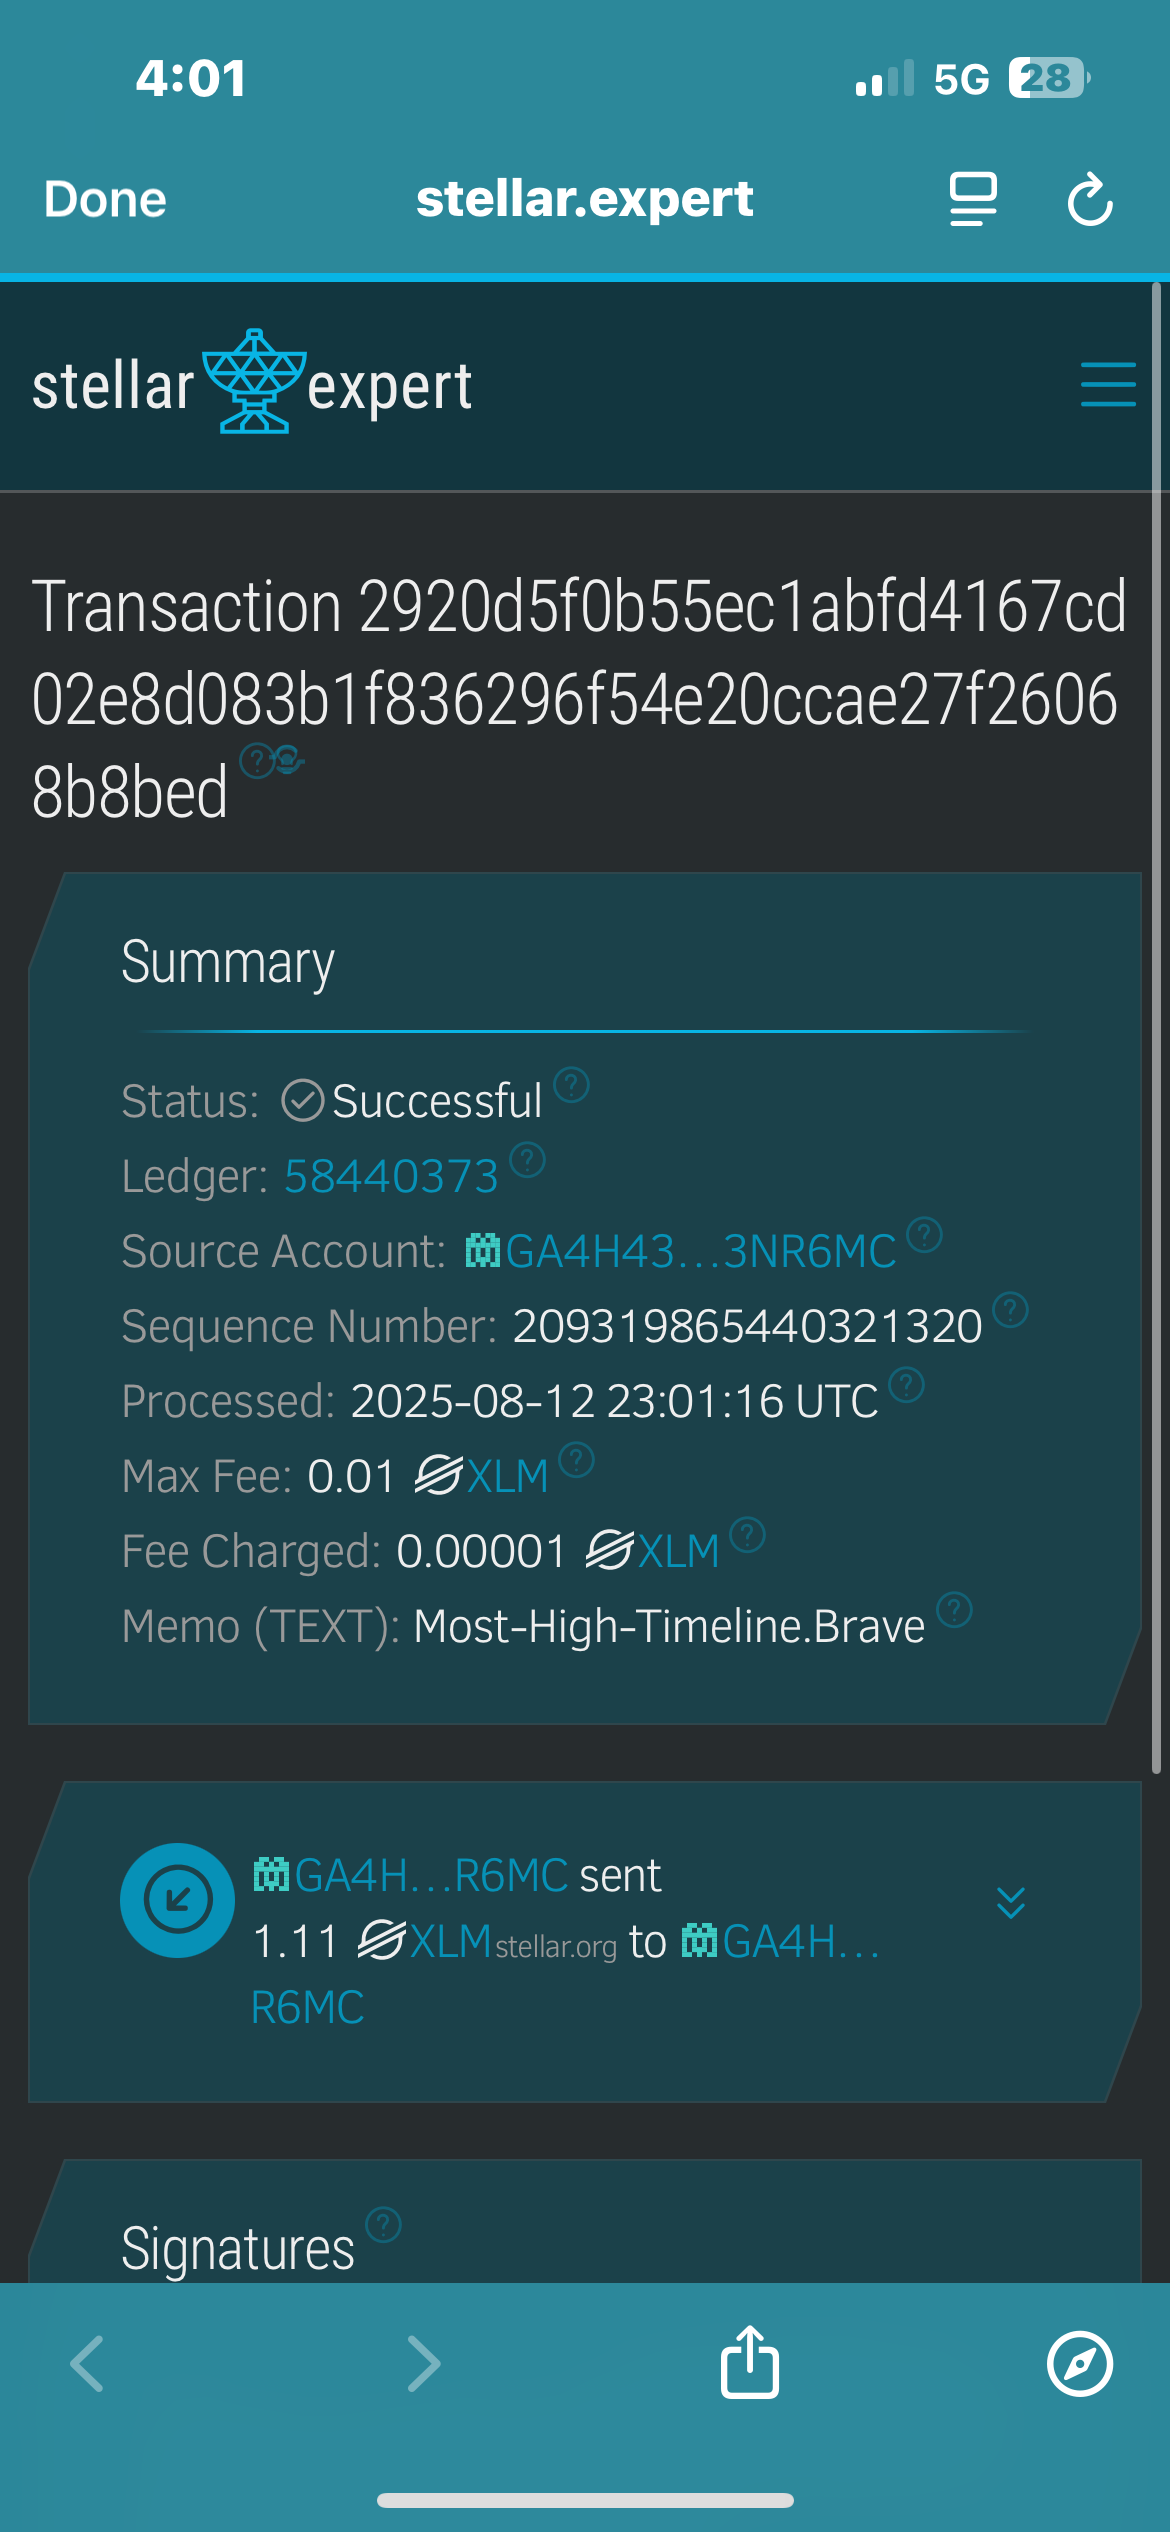 4:01 5G 28
Done stellar.expert
stellar expert
Transaction 2920d5f0b55ec1abfd4167cd
02e8d083b1f836296f54e20ccae27f2606
8b8bed
Summary
Status: Successful
Ledger: 58440373
Source Account: GA4H43…3NR6MC
Sequence Number: 209319865440321320
Processed: 2025-08-12 23:01:16 UTC
Max Fee: 0.01 XLM
Fee Charged: 0.00001 XLM
Memo (TEXT): Most-High-Timeline.Brave
GA4H…R6MC sent
1.11 XLM stellar.org to GA4H…
R6MC
Signatures